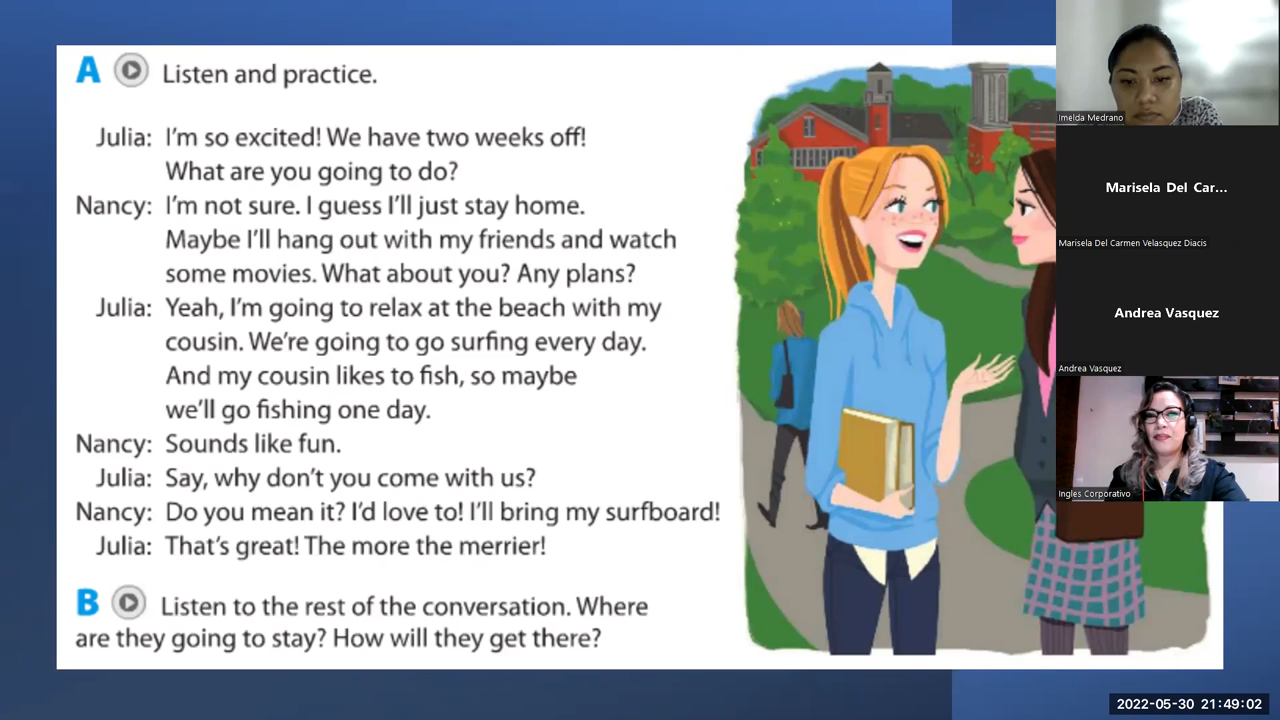 A Listen and practice.
Julia: I'm so excited! We have two weeks off!
What are you going to do?
Nancy: I'm not sure. I guess I'll just stay home.
Maybe I'll hang out with my friends and watch
some movies. What about you? Any plans?
Julia: Yeah, I'm going to relax at the beach with my
cousin. We're going to go surfing every day.
And my cousin likes to fish, so maybe
we'll go fishing one day.
Nancy: Sounds like fun.
Julia: Say, why don't you come with us?
Nancy: Do you mean it? I'd love to! I'll bring my surfboard!
Julia: That's great! The more the merrier!
B Listen to the rest of the conversation. Where
are they going to stay? How will they get there?
Imelda Medrano
Marisela Del Car...
Marisela Del Carmen Velasquez Diacis
Andrea Vasquez
Andrea Vasquez
Ingles Corporativo
2022-05-30 21:49:02